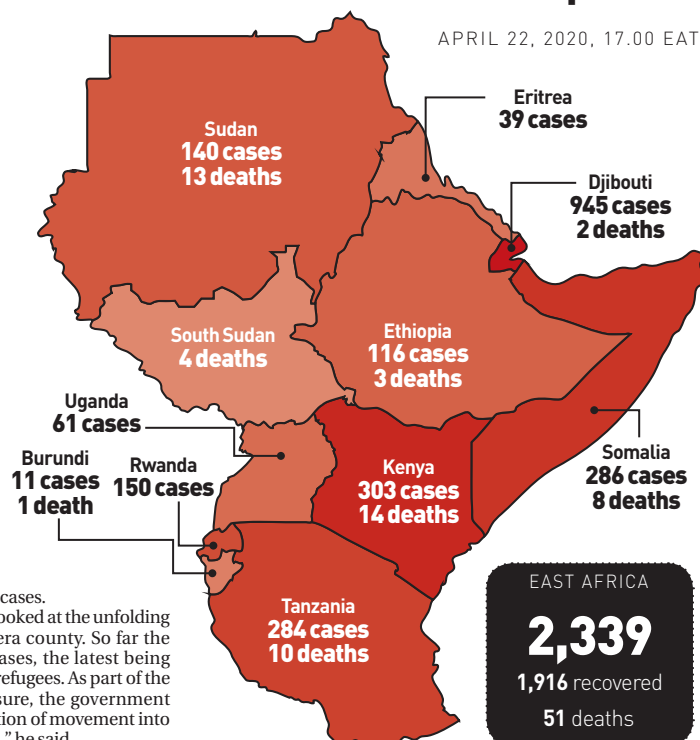 APRIL 22, 2020, 17.00 EAT
Eritrea
39 cases
Sudan
140 cases
13 deaths
Djibouti
945 cases
2 deaths
South Sudan
4 deaths
Ethiopia
116 cases
3 deaths
Uganda
61 cases
Burundi
11 cases
1 death
Rwanda
150 cases
Kenya
303 cases
14 deaths
Somalia
286 cases
8 deaths
Tanzania
284 cases
10 deaths
EAST AFRICA
2,339
1,916 recovered
51 deaths
cases.
ooked at the unfolding
era county. So far the
ases, the latest being
refugees. As part of the
sure, the government
tion of movement into
," he said